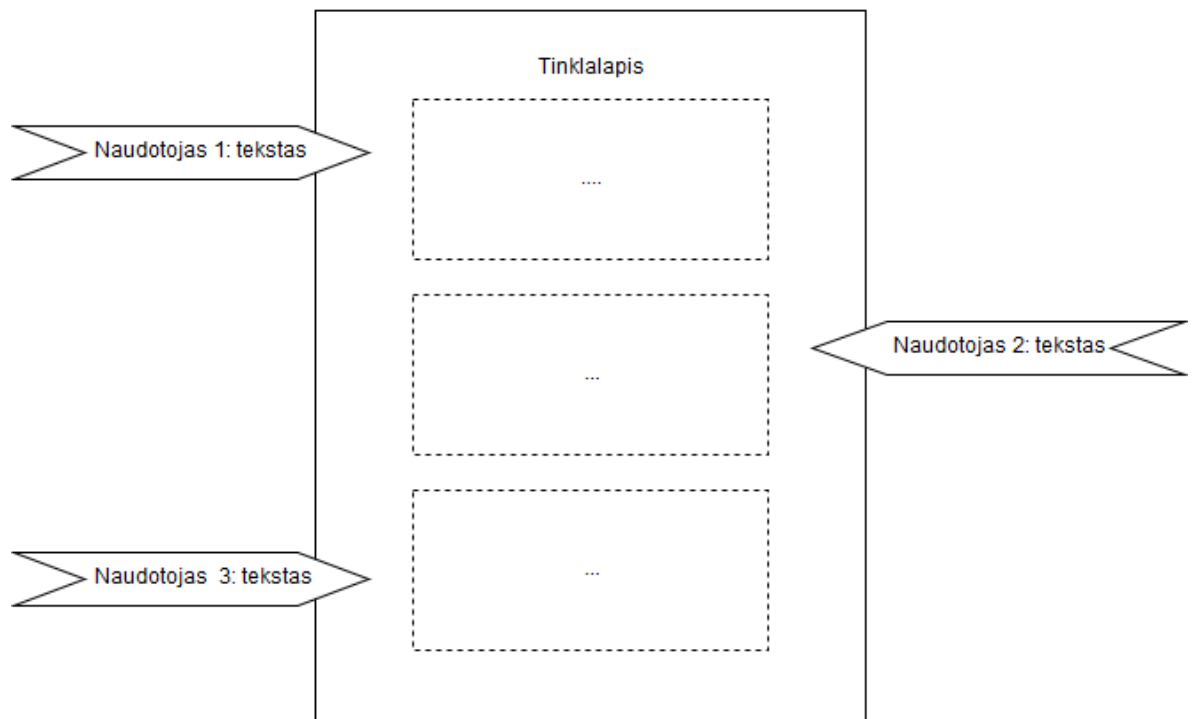 Tinklalapis
Naudotojas 1: tekstas
....
Naudotojas 2: tekstas
...
Naudotojas  3: tekstas
...